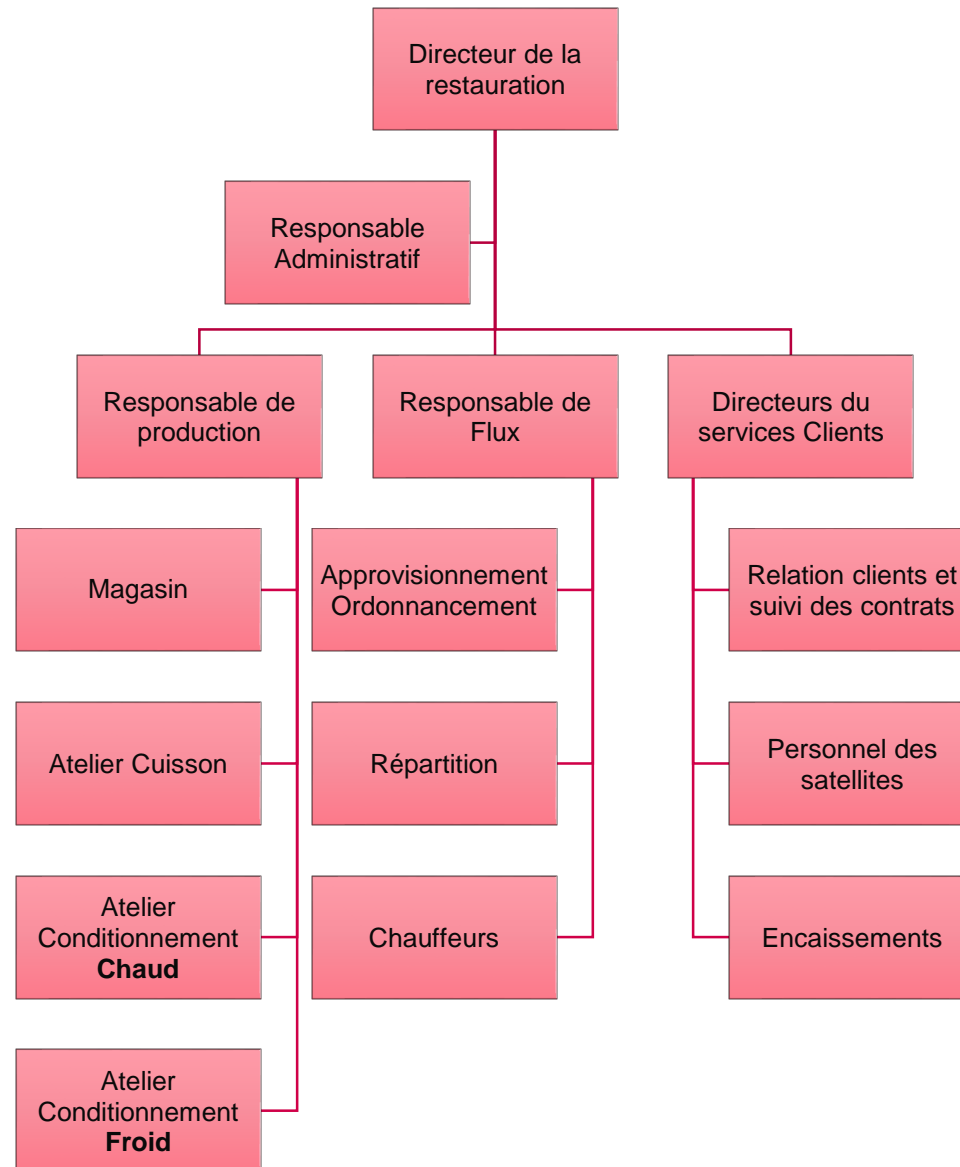 Directeur de la
restauration
Responsable
Administratif
Responsable de
production
Responsable de
Flux
Directeurs du
services Clients
Magasin
Approvisionnement
Ordonnancement
Relation clients et
suivi des contrats
Atelier Cuisson
Répartition
Personnel des
satellites
Atelier
Conditionnement
Chaud
Chauffeurs
Encaissements
Atelier
Conditionnement
Froid